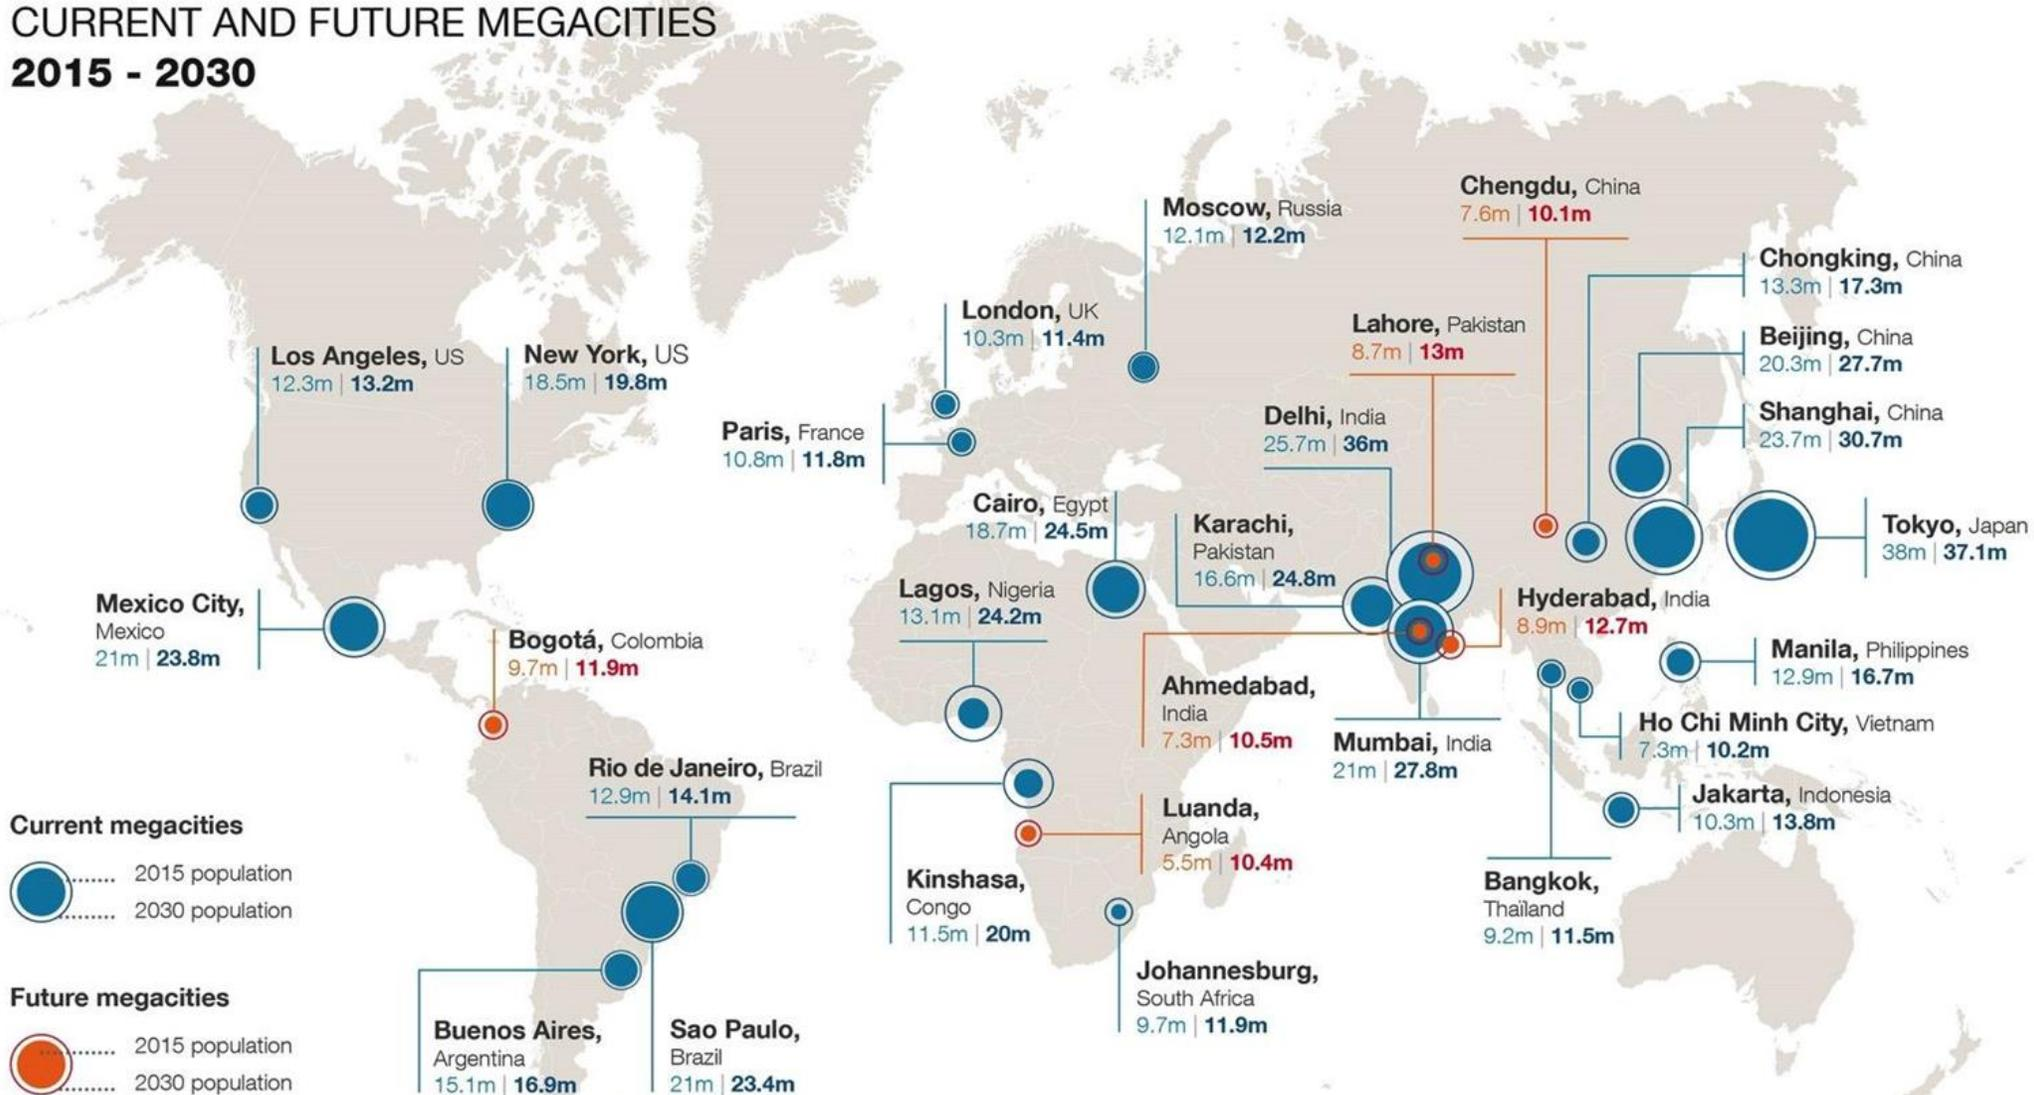 CURRENT AND FUTURE MEGACITIES
2015 - 2030
Los Angeles, US
12.3m | 13.2m
New York, US
18.5m | 19.8m
Mexico City,
Mexico
21m | 23.8m
Bogotá, Colombia
9.7m | 11.9m
Rio de Janeiro, Brazil
12.9m | 14.1m
Buenos Aires,
Argentina
15.1m | 16.9m
Sao Paulo,
Brazil
21m | 23.4m
Moscow, Russia
12.1m | 12.2m
London, UK
10.3m | 11.4m
Paris, France
10.8m | 11.8m
Cairo, Egypt
18.7m | 24.5m
Lagos, Nigeria
13.1m | 24.2m
Kinshasa,
Congo
11.5m | 20m
Luanda,
Angola
5.5m | 10.4m
Johannesburg,
South Africa
9.7m | 11.9m
Chengdu, China
7.6m | 10.1m
Lahore, Pakistan
8.7m | 13m
Delhi, India
25.7m | 36m
Karachi,
Pakistan
16.6m | 24.8m
Ahmedabad,
India
7.3m | 10.5m
Mumbai, India
21m | 27.8m
Hyderabad, India
8.9m | 12.7m
Chongking, China
13.3m | 17.3m
Beijing, China
20.3m | 27.7m
Shanghai, China
23.7m | 30.7m
Tokyo, Japan
38m | 37.1m
Manila, Philippines
12.9m | 16.7m
Ho Chi Minh City, Vietnam
7.3m | 10.2m
Jakarta, Indonesia
10.3m | 13.8m
Bangkok,
Thaïland
9.2m | 11.5m
Current megacities
2015 population
2030 population
Future megacities
2015 population
2030 population